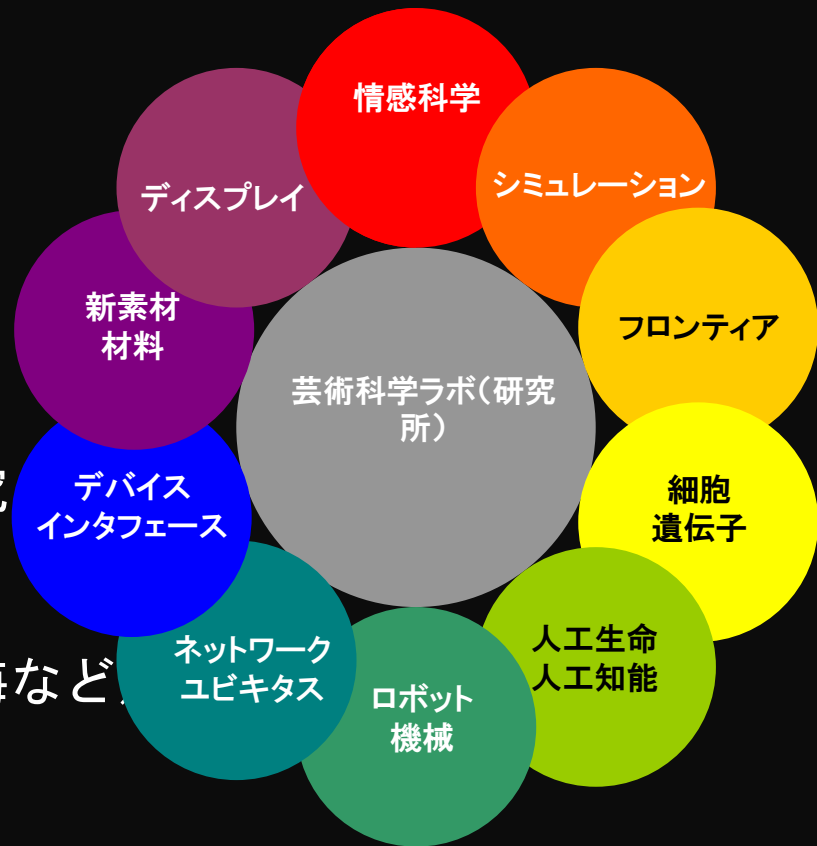 情感科学
シミュレーション
ディスプレイ
フロンティア
新素材
材料
芸術科学ラボ（研究
所）
デバイス
インタフェース
細胞
遺伝子
ネットワーク
ユビキタス
人工生命
人工知能
など
ロボット
機械